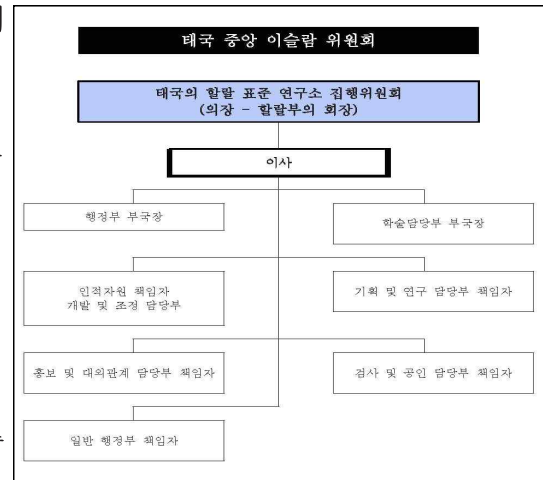 태국 중앙 이슬람 위원회
태국의 할랄 표준 연구소 집행위원회
(의장 - 할랄부의 회장)
이사
행정부 부국장
학술담당부 부국장
인적자원 책임자
개발 및 조정 담당부
기획 및 연구 담당부 책임자
홍보 및 대외관계 담당부 책임자
검사 및 공인 담당부 책임자
일반 행정부 책임자